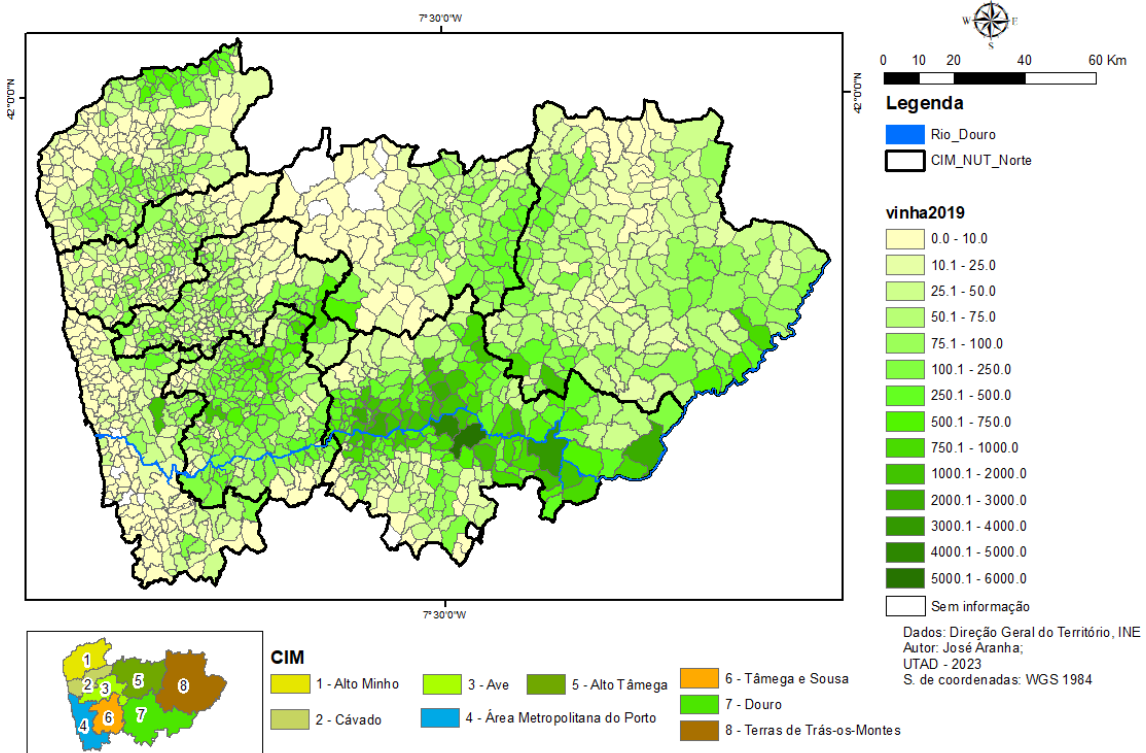 7°30'0"W
42°0'0"N
42°0'0"N
7°30'0"W
W E
S
0 10 20 40 60 Km
Legenda
Rio_Douro
CIM_NUT_Norte
vinha2019
0.0 - 10.0
10.1 - 25.0
25.1 - 50.0
50.1 - 75.0
75.1 - 100.0
100.1 - 250.0
250.1 - 500.0
500.1 - 750.0
750.1 - 1000.0
1000.1 - 2000.0
2000.1 - 3000.0
3000.1 - 4000.0
4000.1 - 5000.0
5000.1 - 6000.0
Sem informação
Dados: Direção Geral do Território, INE
Autor: José Aranha;
UTAD - 2023
S. de coordenadas: WGS 1984
1
2
3
4
5
6
7
8
CIM
1 - Alto Minho
2 - Cávado
3 - Ave
4 - Área Metropolitana do Porto
5 - Alto Tâmega
6 - Tâmega e Sousa
7 - Douro
8 - Terras de Trás-os-Montes